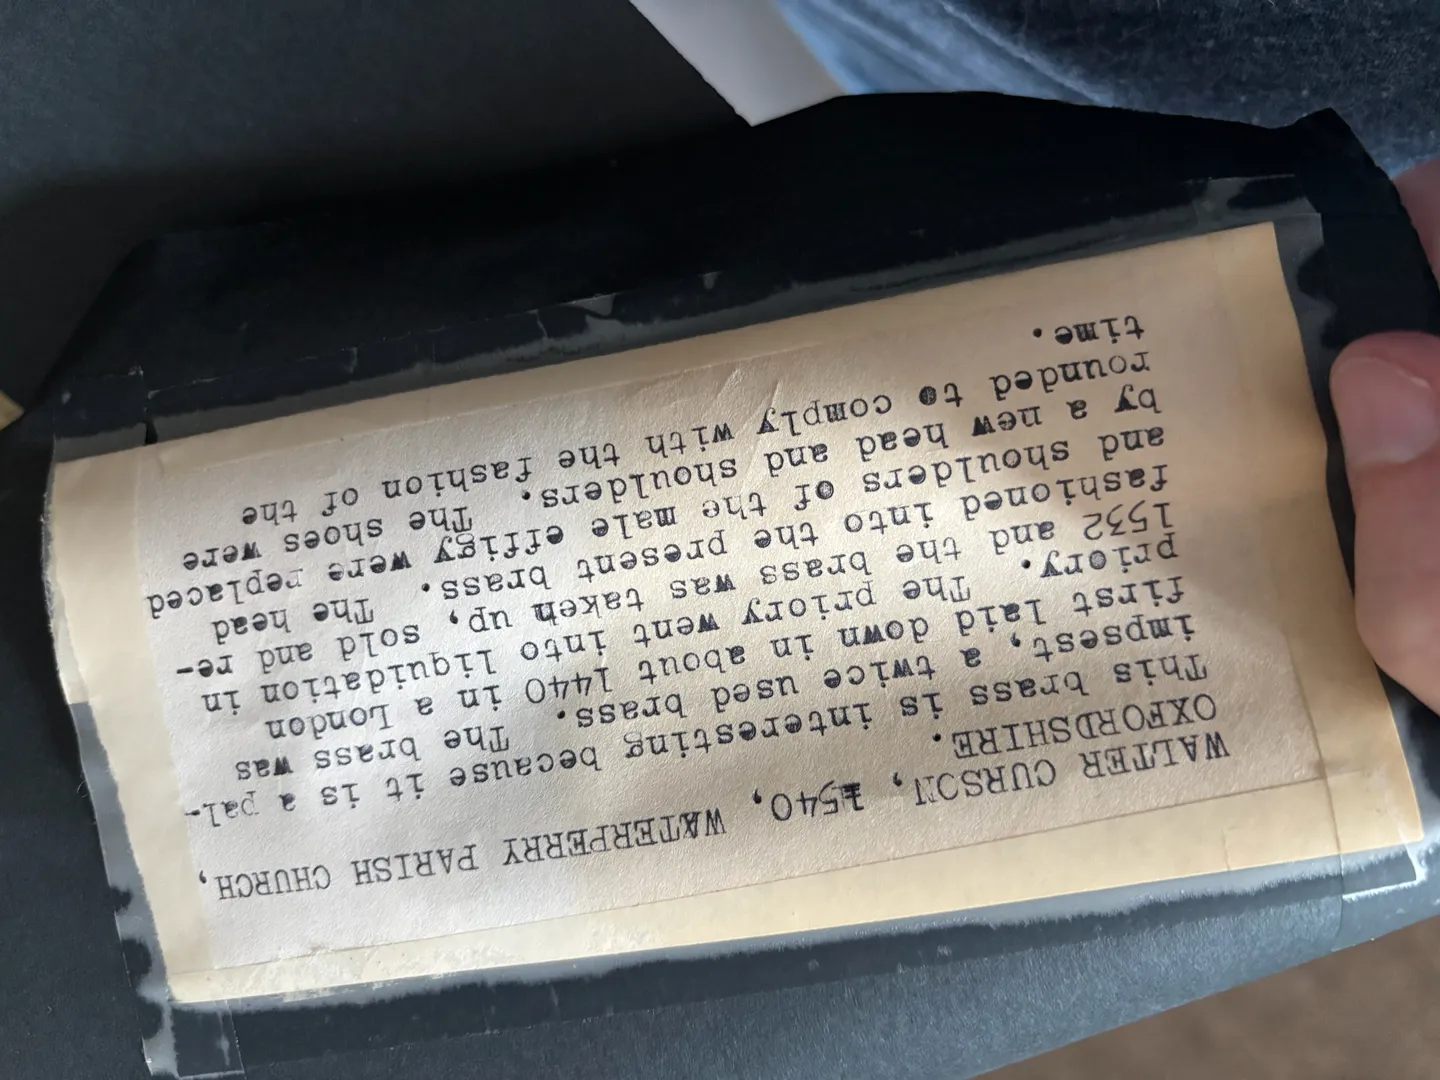 WALTER CURSON, 1540, WATERPERRY PARISH CHURCH,
OXFORDSHIRE.
This brass is interesting because it is a pal-
impsest, a twice used brass. The brass was
first laid down in about 1440 in a London
priory. The priory went into liquidation in
1532 and the brass was taken up, sold and re-
fashioned into the present brass. The head
and shoulders of the male effigy were replaced
by a new head and shoulders. The shoes were
rounded to comply with the fashion of the
time.